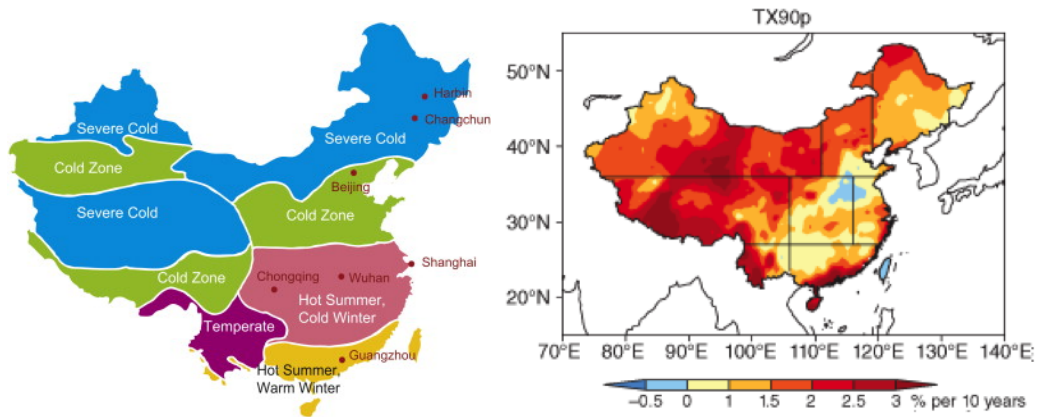 Severe Cold
Cold Zone
Severe Cold
Cold Zone
Temperate
Severe Cold
Harbin
Changchun
Beijing
Cold Zone
Shanghai
Chongqing
Wuhan
Hot Summer,
Cold Winter
Guangzhou
Hot Summer,
Warm Winter
TX90p
50°N
40°N
30°N
20°N
70°E 80°E 90°E 100°E 110°E 120°E 130°E 140°E
−0.5 0 1 1.5 2 2.5 3 % per 10 years